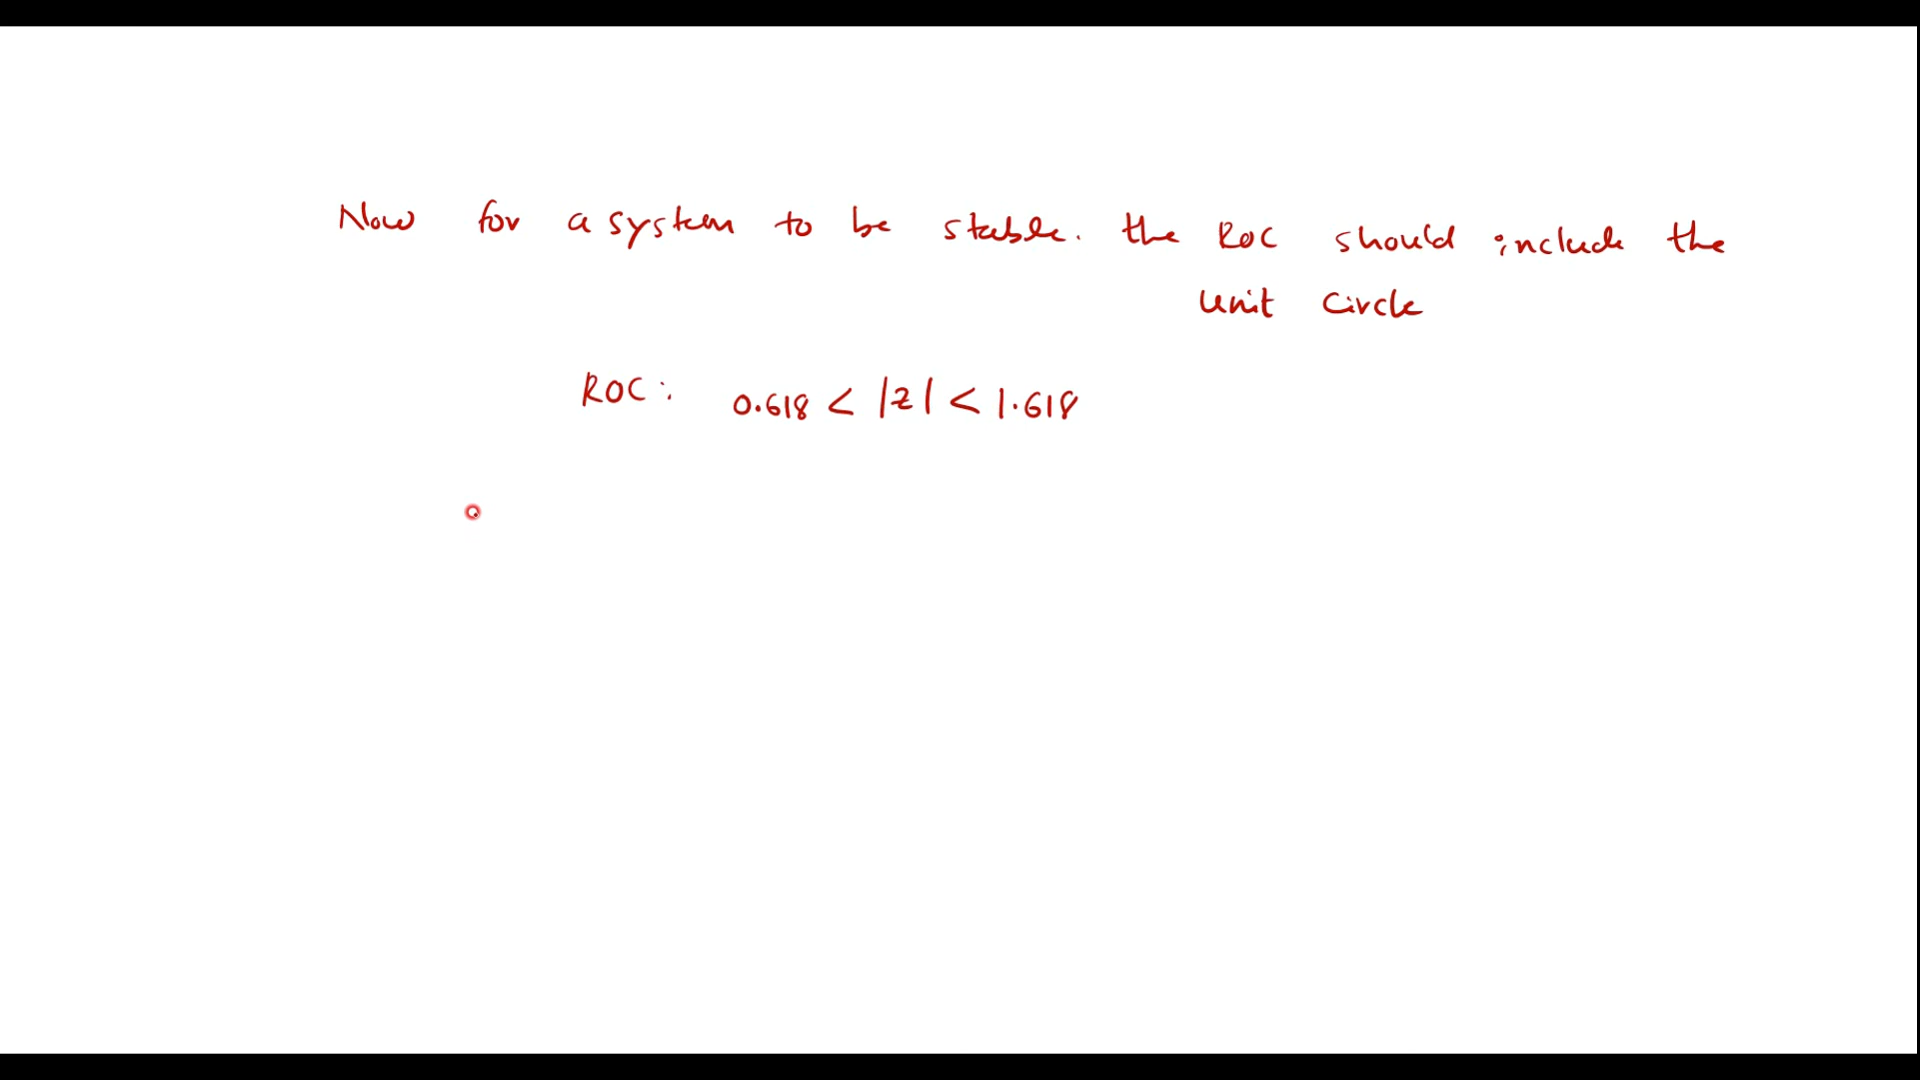 Now for a system to be stable. the ROC should include the
unit circle
ROC: 0.618 < |z| < 1.618